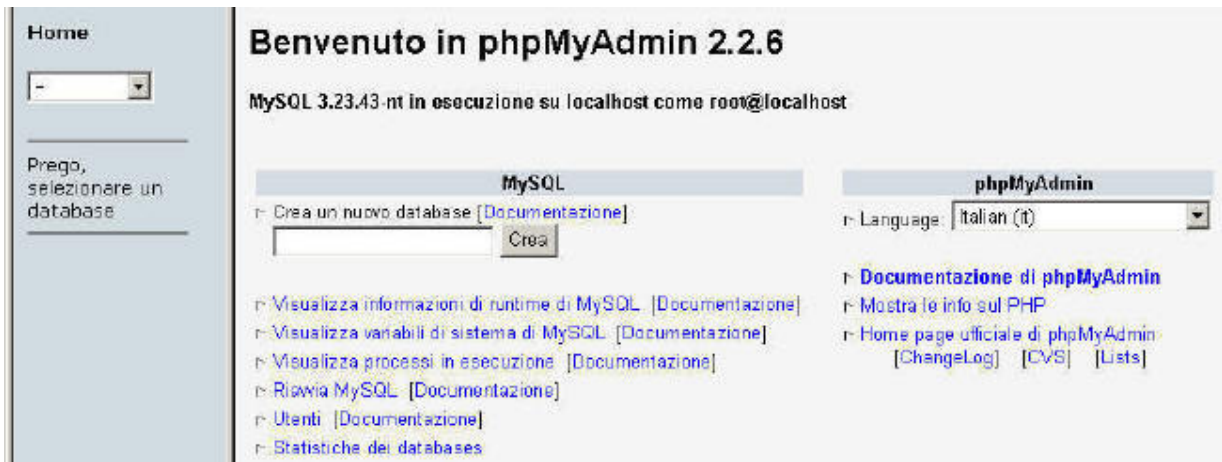 Home
-
Prego,
selezionare un
database
Benvenuto in phpMyAdmin 2.2.6
MySQL 3.23.43-nt in esecuzione su localhost come root@localhost
MySQL
Crea un nuovo database [Documentazione]
Crea
Visualizza informazioni di runtime di MySQL [Documentazione]
Visualizza variabili di sistema di MySQL [Documentazione]
Visualizza processi in esecuzione [Documentazione]
Riavvia MySQL [Documentazione]
Utenti [Documentazione]
Statistiche dei databases
phpMyAdmin
Language: Italian (it)
Documentazione di phpMyAdmin
Mostra le info sul PHP
Home page ufficiale di phpMyAdmin
[ChangeLog] [CVS] [Lists]